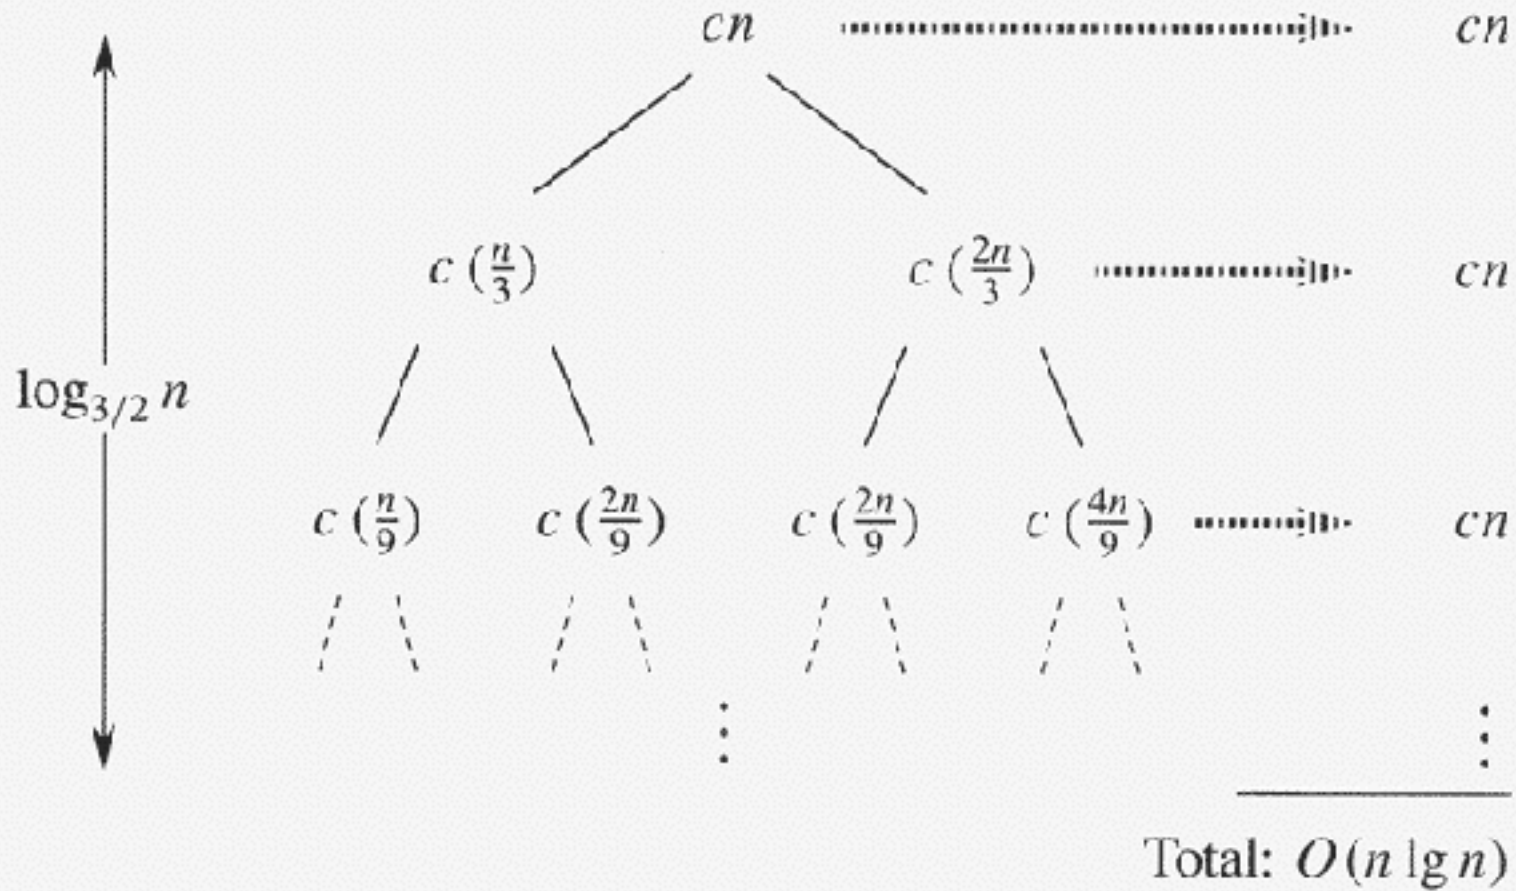 cn cn
c (n/3) c (2n/3) cn
log_{3/2} n
c (n/9) c (2n/9) c (2n/9) c (4n/9) cn
Total: O(n lg n)